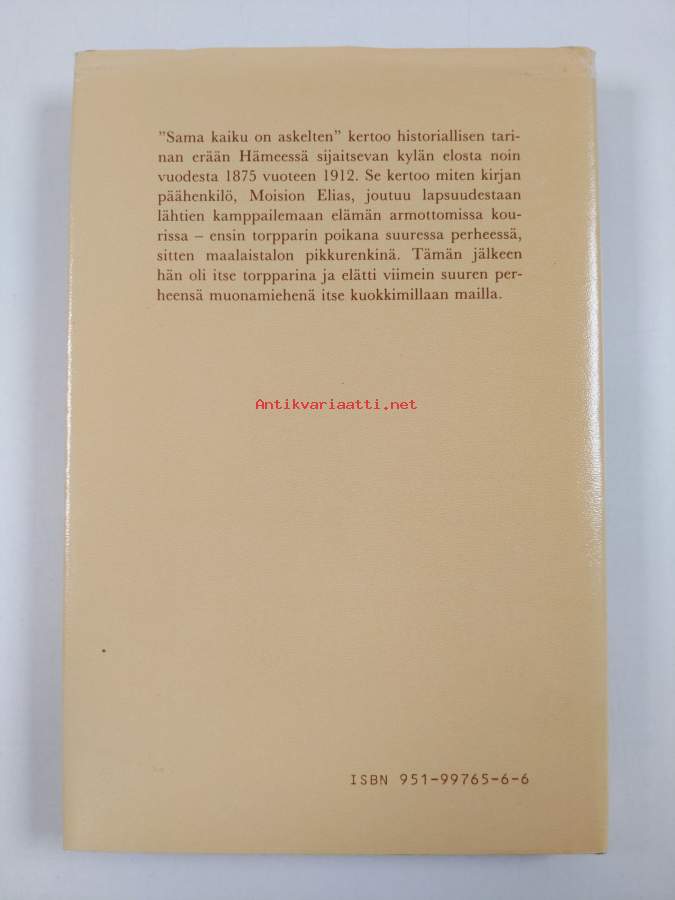 "Sama kaiku on askelten" kertoo historiallisen tari-
nan erään Hämeessä sijaitsevan kylän elosta noin
vuodesta 1875 vuoteen 1912. Se kertoo miten kirjan
päähenkilö, Moision Elias, joutuu lapsuudestaan
lähtien kamppailemaan elämän armottomissa kou-
rissa – ensin torpparin poikana suuressa perheessä,
sitten maalaistalon pikkurenkinä. Tämän jälkeen
hän oli itse torpparina ja elätti viimein suuren per-
heensä muonamiehenä itse kuokkimillaan mailla.
Antikvariaatti.net
ISBN 951-99765-6-6